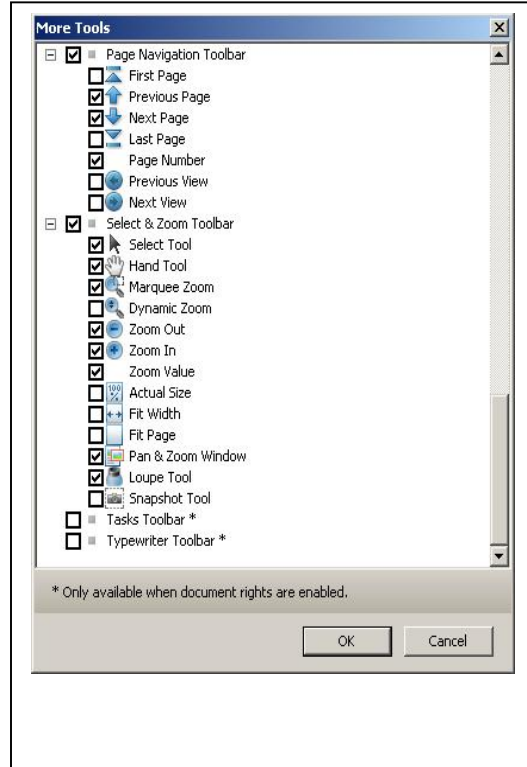 More Tools
Page Navigation Toolbar
First Page
Previous Page
Next Page
Last Page
Page Number
Previous View
Next View
Select & Zoom Toolbar
Select Tool
Hand Tool
Marquee Zoom
Dynamic Zoom
Zoom Out
Zoom In
Zoom Value
100 % Actual Size
Fit Width
Fit Page
Pan & Zoom Window
Loupe Tool
Snapshot Tool
Tasks Toolbar *
Typewriter Toolbar *
* Only available when document rights are enabled.
OK Cancel